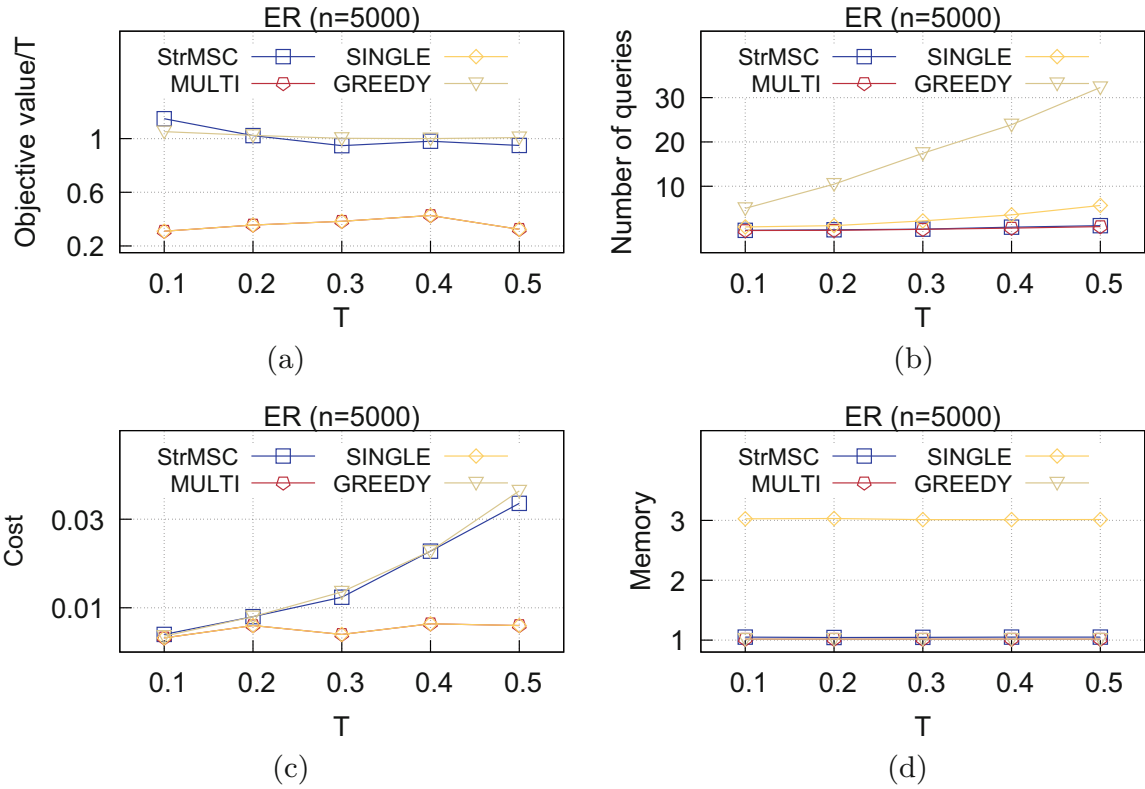 ER (n=5000)
StrMSC SINGLE
MULTI GREEDY
Objective value/T
1
0.6
0.2
0.1 0.2 0.3 0.4 0.5
T
(a)
ER (n=5000)
StrMSC SINGLE
MULTI GREEDY
Number of queries
30
20
10
0.1 0.2 0.3 0.4 0.5
T
(b)
ER (n=5000)
StrMSC SINGLE
MULTI GREEDY
Cost
0.03
0.01
0.1 0.2 0.3 0.4 0.5
T
(c)
ER (n=5000)
StrMSC SINGLE
MULTI GREEDY
Memory
3
2
1
0.1 0.2 0.3 0.4 0.5
T
(d)